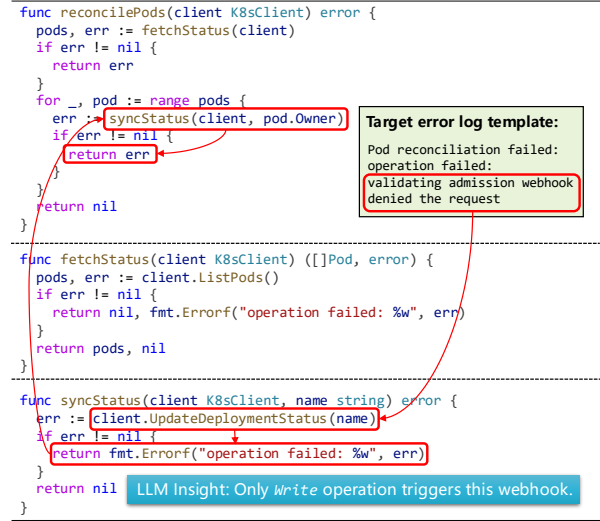 func reconcilePods(client K8sClient) error {
pods, err := fetchStatus(client)
if err != nil {
return err
}
for _, pod := range pods {
err := syncStatus(client, pod.Owner)
if err != nil {
return err
}
}
return nil
}
Target error log template:
Pod reconciliation failed:
operation failed:
validating admission webhook
denied the request
func fetchStatus(client K8sClient) ([]Pod, error) {
pods, err := client.ListPods()
if err != nil {
return nil, fmt.Errorf("operation failed: %w", err)
}
return pods, nil
}
func syncStatus(client K8sClient, name string) error {
err := client.UpdateDeploymentStatus(name)
if err != nil {
return fmt.Errorf("operation failed: %w", err)
}
return nil
}
LLM Insight: Only Write operation triggers this webhook.